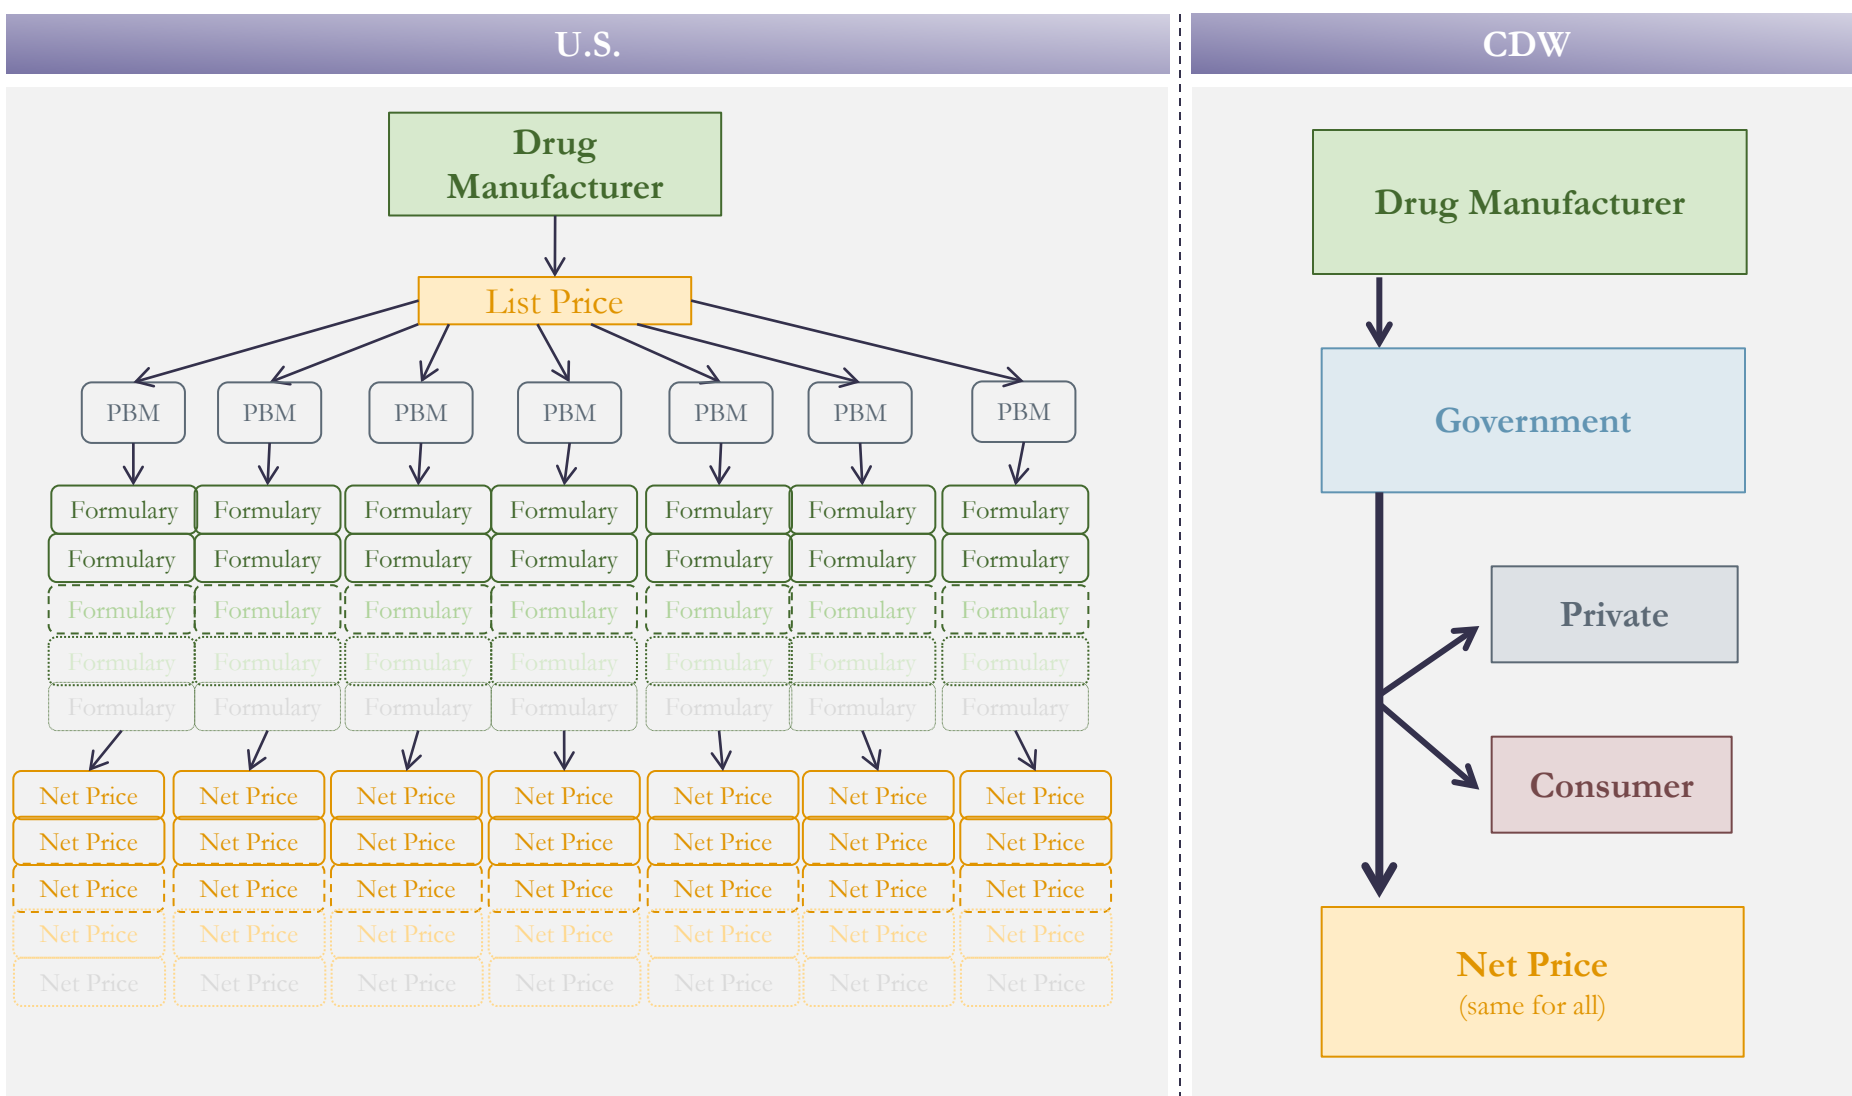 U.S.
CDW
Drug
Manufacturer
List Price
PBM PBM PBM PBM PBM PBM PBM
Formulary Formulary Formulary Formulary Formulary Formulary Formulary
Formulary Formulary Formulary Formulary Formulary Formulary Formulary
Formulary Formulary Formulary Formulary Formulary Formulary Formulary
Formulary Formulary Formulary Formulary Formulary Formulary Formulary
Formulary Formulary Formulary Formulary Formulary Formulary Formulary
Net Price Net Price Net Price Net Price Net Price Net Price Net Price
Net Price Net Price Net Price Net Price Net Price Net Price Net Price
Net Price Net Price Net Price Net Price Net Price Net Price Net Price
Net Price Net Price Net Price Net Price Net Price Net Price Net Price
Net Price Net Price Net Price Net Price Net Price Net Price Net Price
Drug Manufacturer
Government
Private
Consumer
Net Price
(same for all)